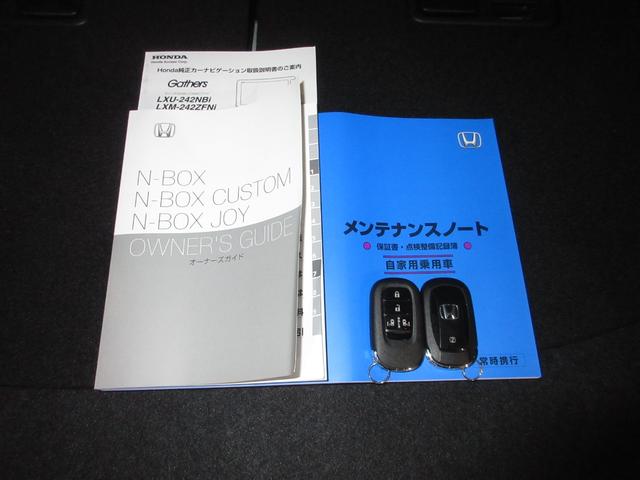 HONDA
Honda Access Corp.
Honda純正カーナビゲーション取扱説明書のご案内
Gathers
LXU-242NBi
LXM-242ZFNi
N-BOX
N-BOX CUSTOM
N-BOX JOY
OWNER'S GUIDE
オーナーズガイド
メンテナンスノート
保証書・点検整備記録簿
自家用乗用車
常時携行